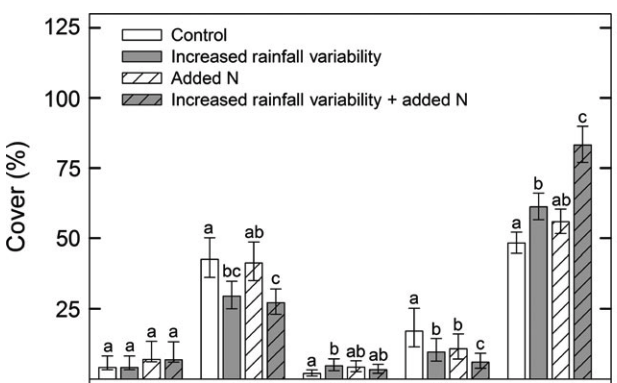 125
Control
Increased rainfall variability
Added N
100
Increased rainfall variability + added N
c
75
b
ab
a
50
a
ab
bc
c
25
a
a
b
b
c
a
a
a
a
a
b
ab
ab
Cover (%)